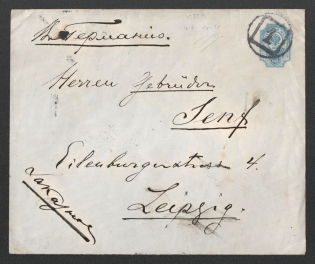 Въ Германію.
Herren Gebrüder
Senf
Eilenburgerstrasse 4.
Leipzig.
Заказное